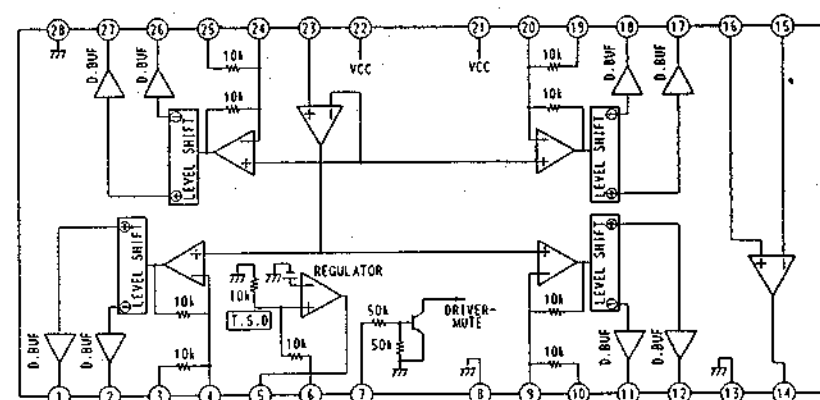 28 27 26 25 24 23 22 21 20 19 18 17 16 15
D.BUF D.BUF 10k VCC VCC 10k D.BUF D.BUF
10k 10k
LEVEL SHIFT LEVEL SHIFT
LEVEL SHIFT LEVEL SHIFT
REGULATOR
10k 10k T.S.D 50k DRIVER-MUTE 10k
D.BUF D.BUF 10k 10k 50k 10k D.BUF D.BUF
1 2 3 4 5 6 7 8 9 10 11 12 13 14